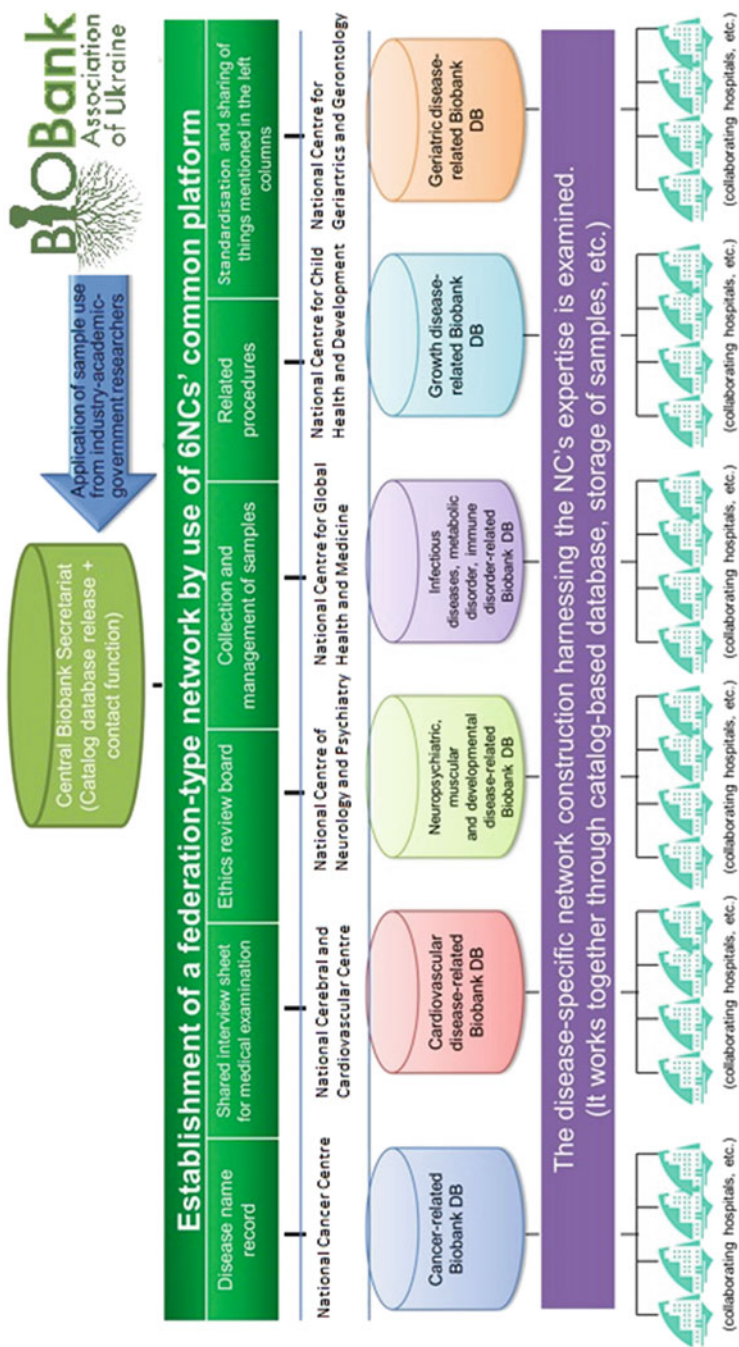 BIOBank
Association
of Ukraine
Application of sample use
from industry-academic-
government researchers
Central Biobank Secretariat
(Catalog database release +
contact function)
Establishment of a federation-type network by use of 6NCs' common platform
Disease name
record
Shared interview sheet
for medical examination
Ethics review board
Collection and
management of samples
Related
procedures
Standardisation and sharing of
things mentioned in the left
columns
National Cancer Centre
National Cerebral and
Cardiovascular Centre
National Centre of
Neurology and Psychiatry
National Centre for Global
Health and Medicine
National Centre for Child
Health and Development
National Centre for
Geriartrics and Gerontology
Cancer-related
Biobank DB
Cardiovascular
disease-related
Biobank DB
Neuropsychiatric,
muscular
and developmental
disease-related
Biobank DB
Infectious
diseases, metabolic
disorder, immune
disorder-related
Biobank DB
Growth disease-
related Biobank
DB
Geriatric disease-
related Biobank
DB
The disease-specific network construction harnessing the NC's expertise is examined.
(It works together through catalog-based database, storage of samples, etc.)
(collaborating hospitals, etc.)
(collaborating hospitals, etc.)
(collaborating hospitals, etc.)
(collaborating hospitals, etc.)
(collaborating hospitals, etc.)
(collaborating hospitals, etc.)